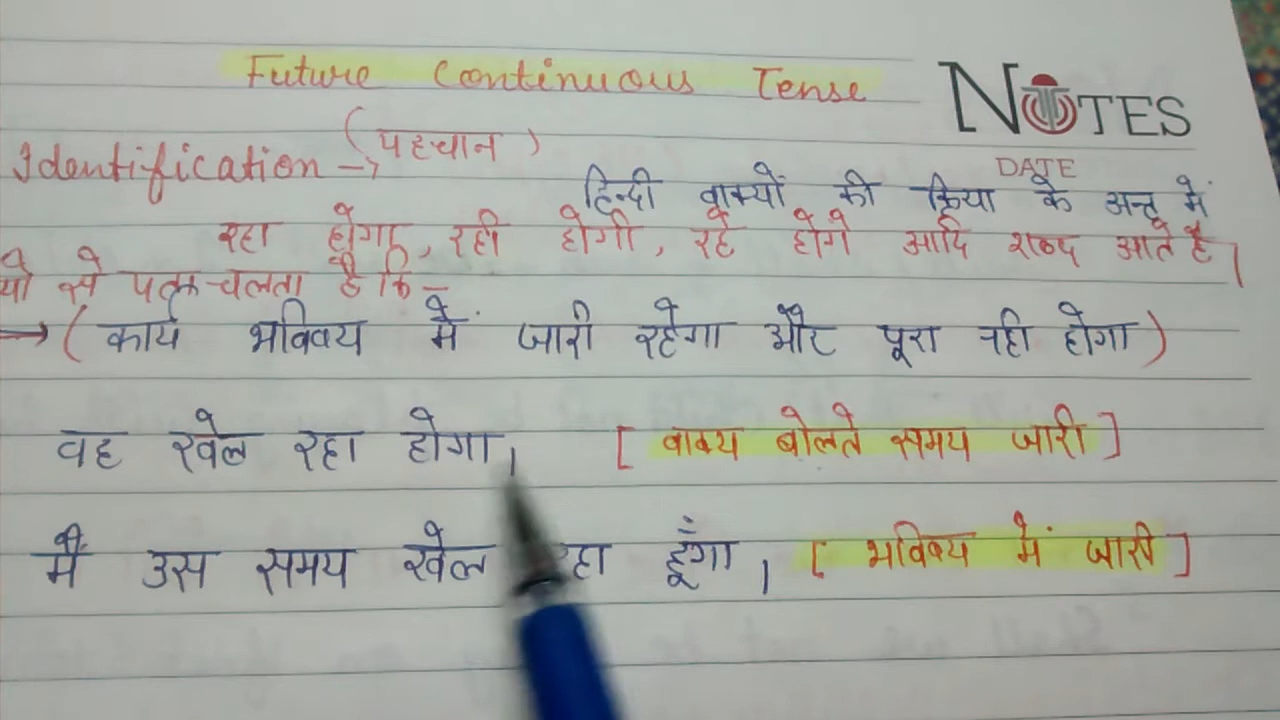 Future Continuous Tense
NOTES
(पहचान)
Identification →
DATE
हिन्दी वाक्यों की क्रिया के अन्त में
रहा होगा, रही होगी, रहे होगे आदि शब्द आते है।
से पता चलता है कि -
→ (कार्य भविष्य में जारी रहेगा और पूरा नही होगा)
वह खेल रहा होगा। [वाक्य बोलते समय जारी]
मैं उस समय खेल रहा हूँगा। [भविष्य में जारी]